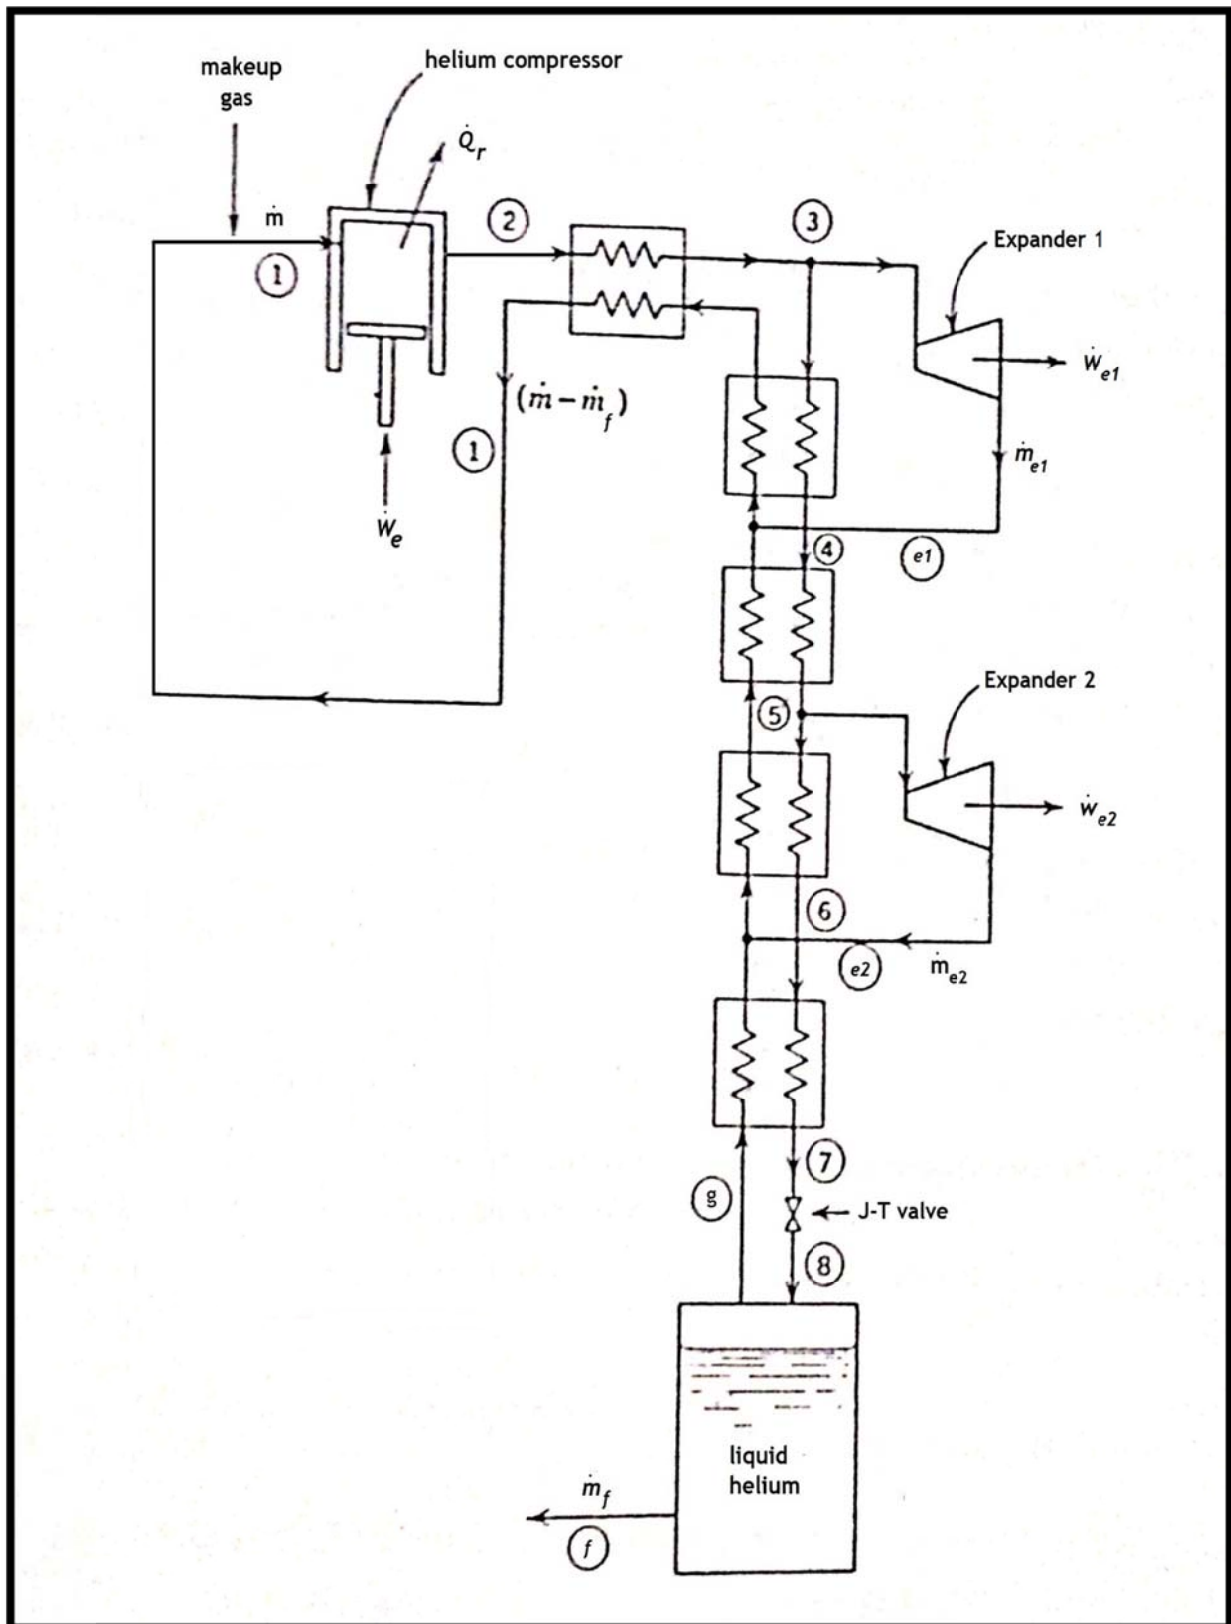 makeup
gas
helium compressor
Q̇r
ṁ
1
2
3
Expander 1
Ẇe1
ṁe1
(ṁ − ṁf)
1
Ẇe
4
e1
5
Expander 2
ẇe2
6
e2
ṁe2
7
g
J-T valve
8
liquid
helium
ṁf
f